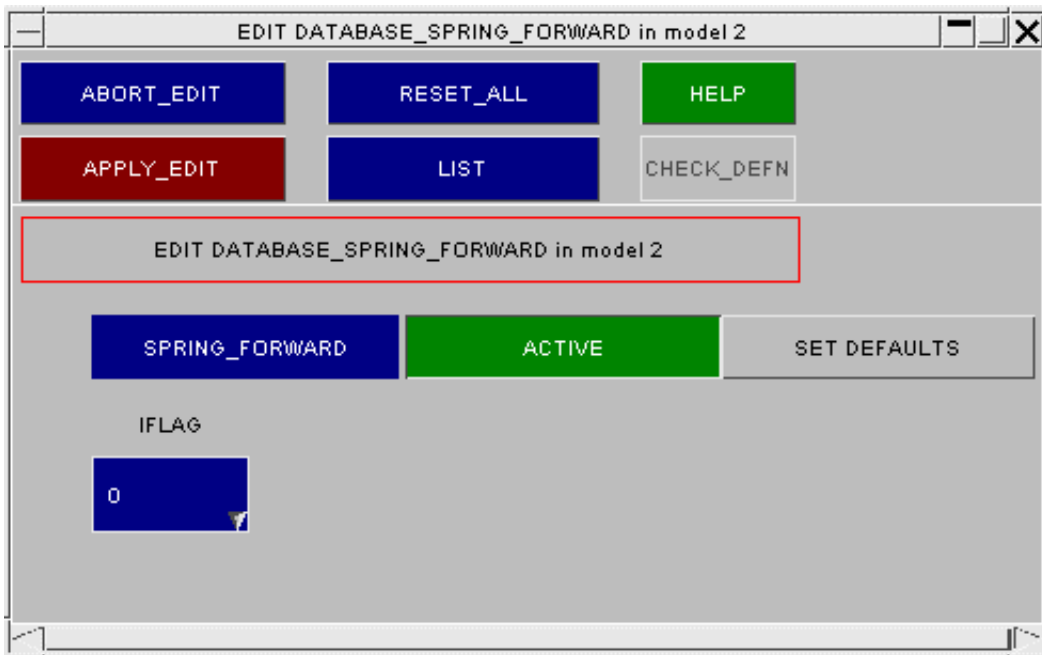 EDIT DATABASE_SPRING_FORWARD in model 2
ABORT_EDIT RESET_ALL HELP
APPLY_EDIT LIST CHECK_DEFN
EDIT DATABASE_SPRING_FORWARD in model 2
SPRING_FORWARD ACTIVE SET DEFAULTS
IFLAG
0